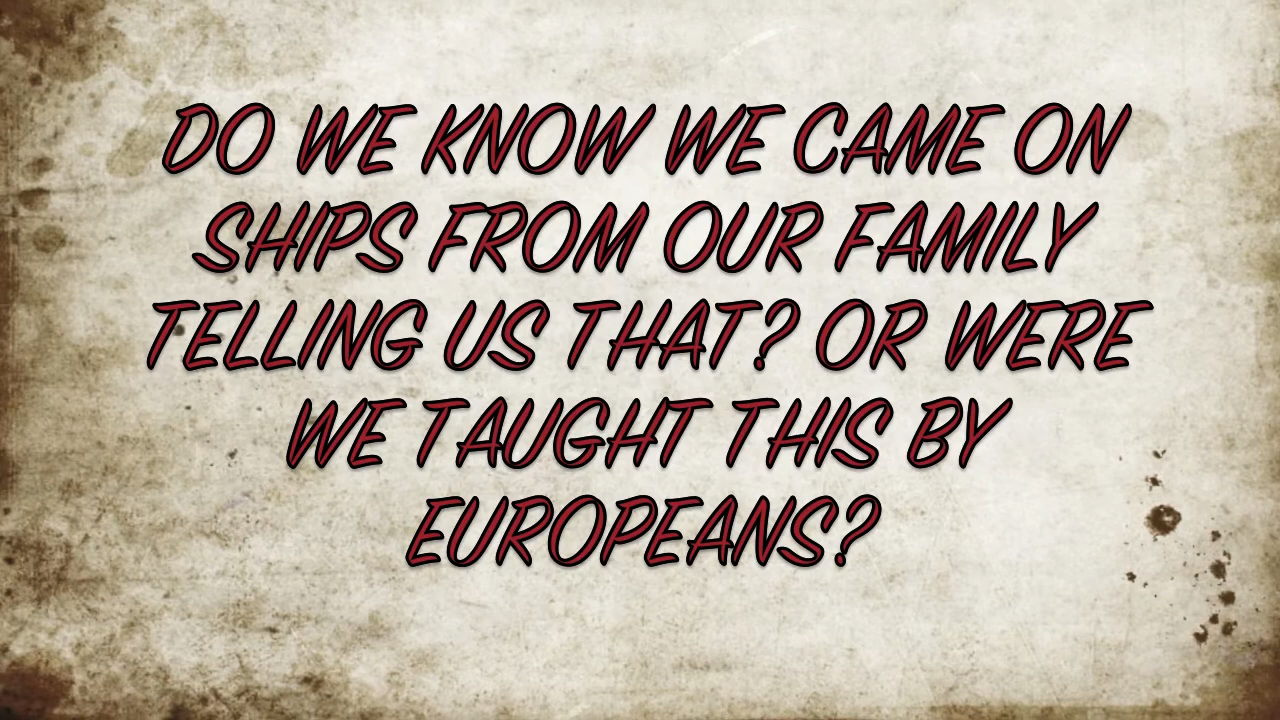 DO WE KNOW WE CAME ON
SHIPS FROM OUR FAMILY
TELLING US THAT? OR WERE
WE TAUGHT THIS BY
EUROPEANS?